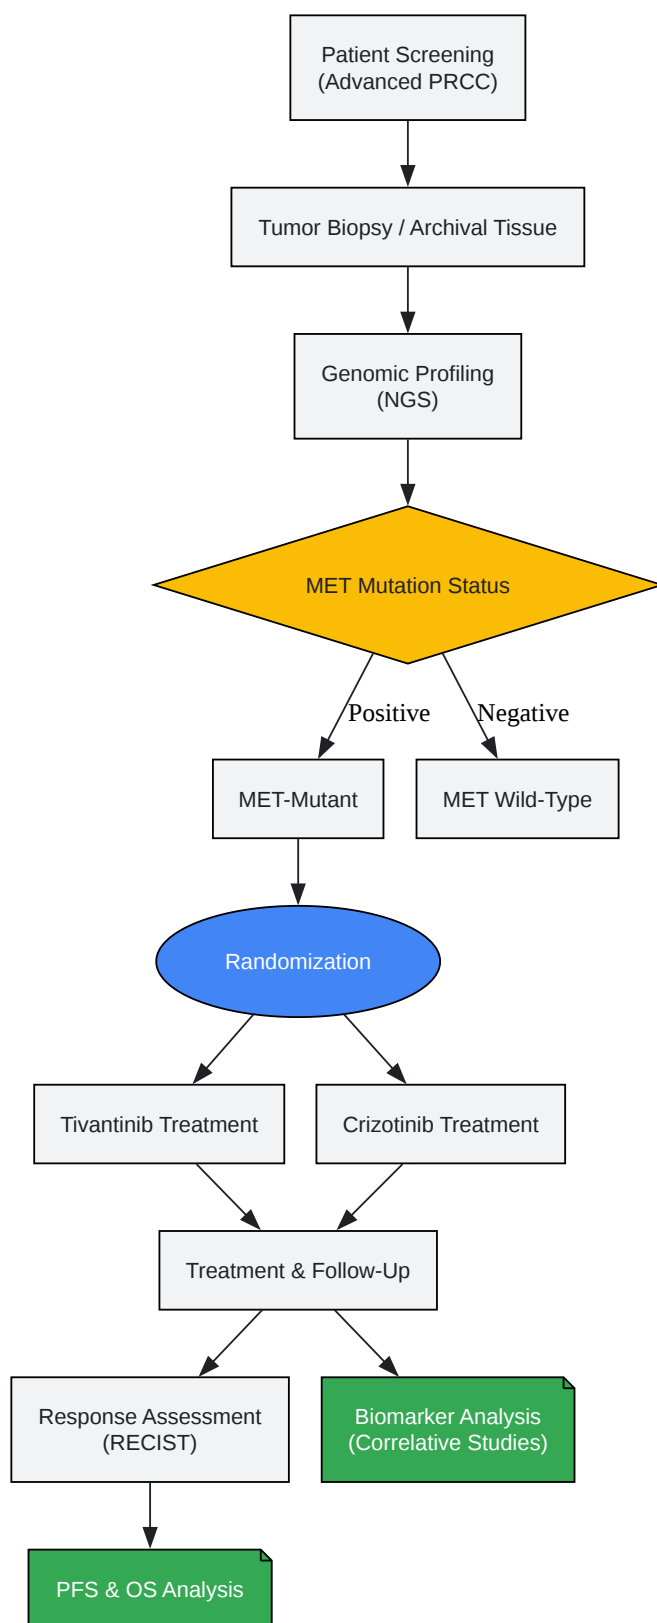 Patient Screening
(Advanced PRCC)
Tumor Biopsy / Archival Tissue
Genomic Profiling
(NGS)
MET Mutation Status
Positive
Negative
MET-Mutant
MET Wild-Type
Randomization
Tivantinib Treatment
Crizotinib Treatment
Treatment & Follow-Up
Response Assessment
(RECIST)
Biomarker Analysis
(Correlative Studies)
PFS & OS Analysis